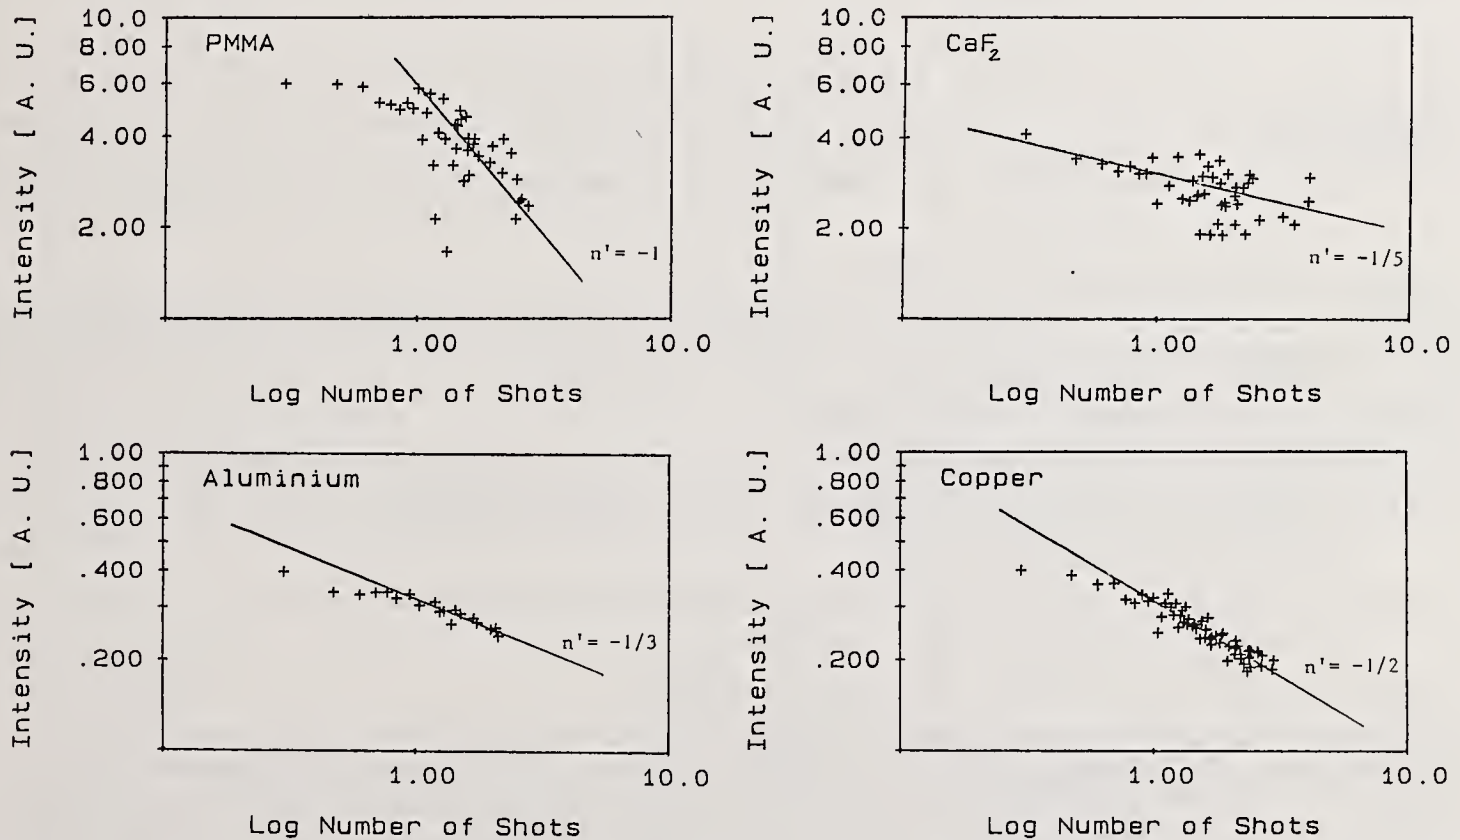 PMMA
Intensity [ A. U.]
10.0
8.00
6.00
4.00
2.00
n' = -1
1.00
10.0
Log Number of Shots
CaF₂
Intensity [ A. U.]
10.0
8.00
6.00
4.00
2.00
n' = -1/5
1.00
10.0
Log Number of Shots
Aluminium
Intensity [ A. U.]
1.00
.800
.600
.400
.200
n' = -1/3
1.00
10.0
Log Number of Shots
Copper
Intensity [ A. U.]
1.00
.800
.600
.400
.200
n' = -1/2
1.00
10.0
Log Number of Shots